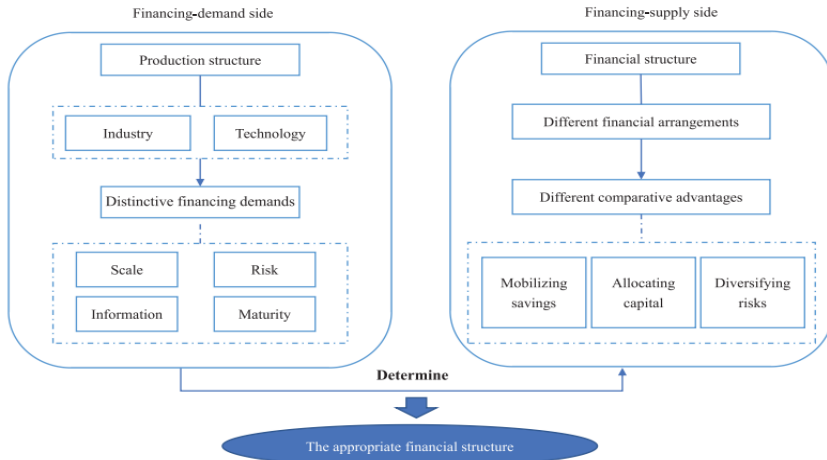 Financing-demand side
Production structure
Industry
Technology
Distinctive financing demands
Scale
Risk
Information
Maturity
Financing-supply side
Financial structure
Different financial arrangements
Different comparative advantages
Mobilizing
savings
Allocating
capital
Diversifying
risks
Determine
The appropriate financial structure